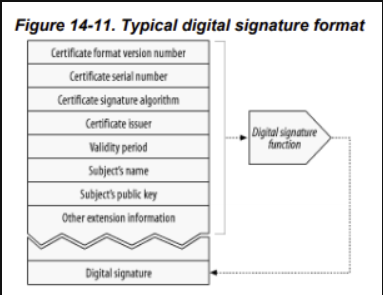 Figure 14-11. Typical digital signature format
Certificate format version number
Certificate serial number
Certificate signature algorithm
Certificate issuer
Validity period
Subject's name
Subject's public key
Other extension information
Digital signature
Digital signature
function